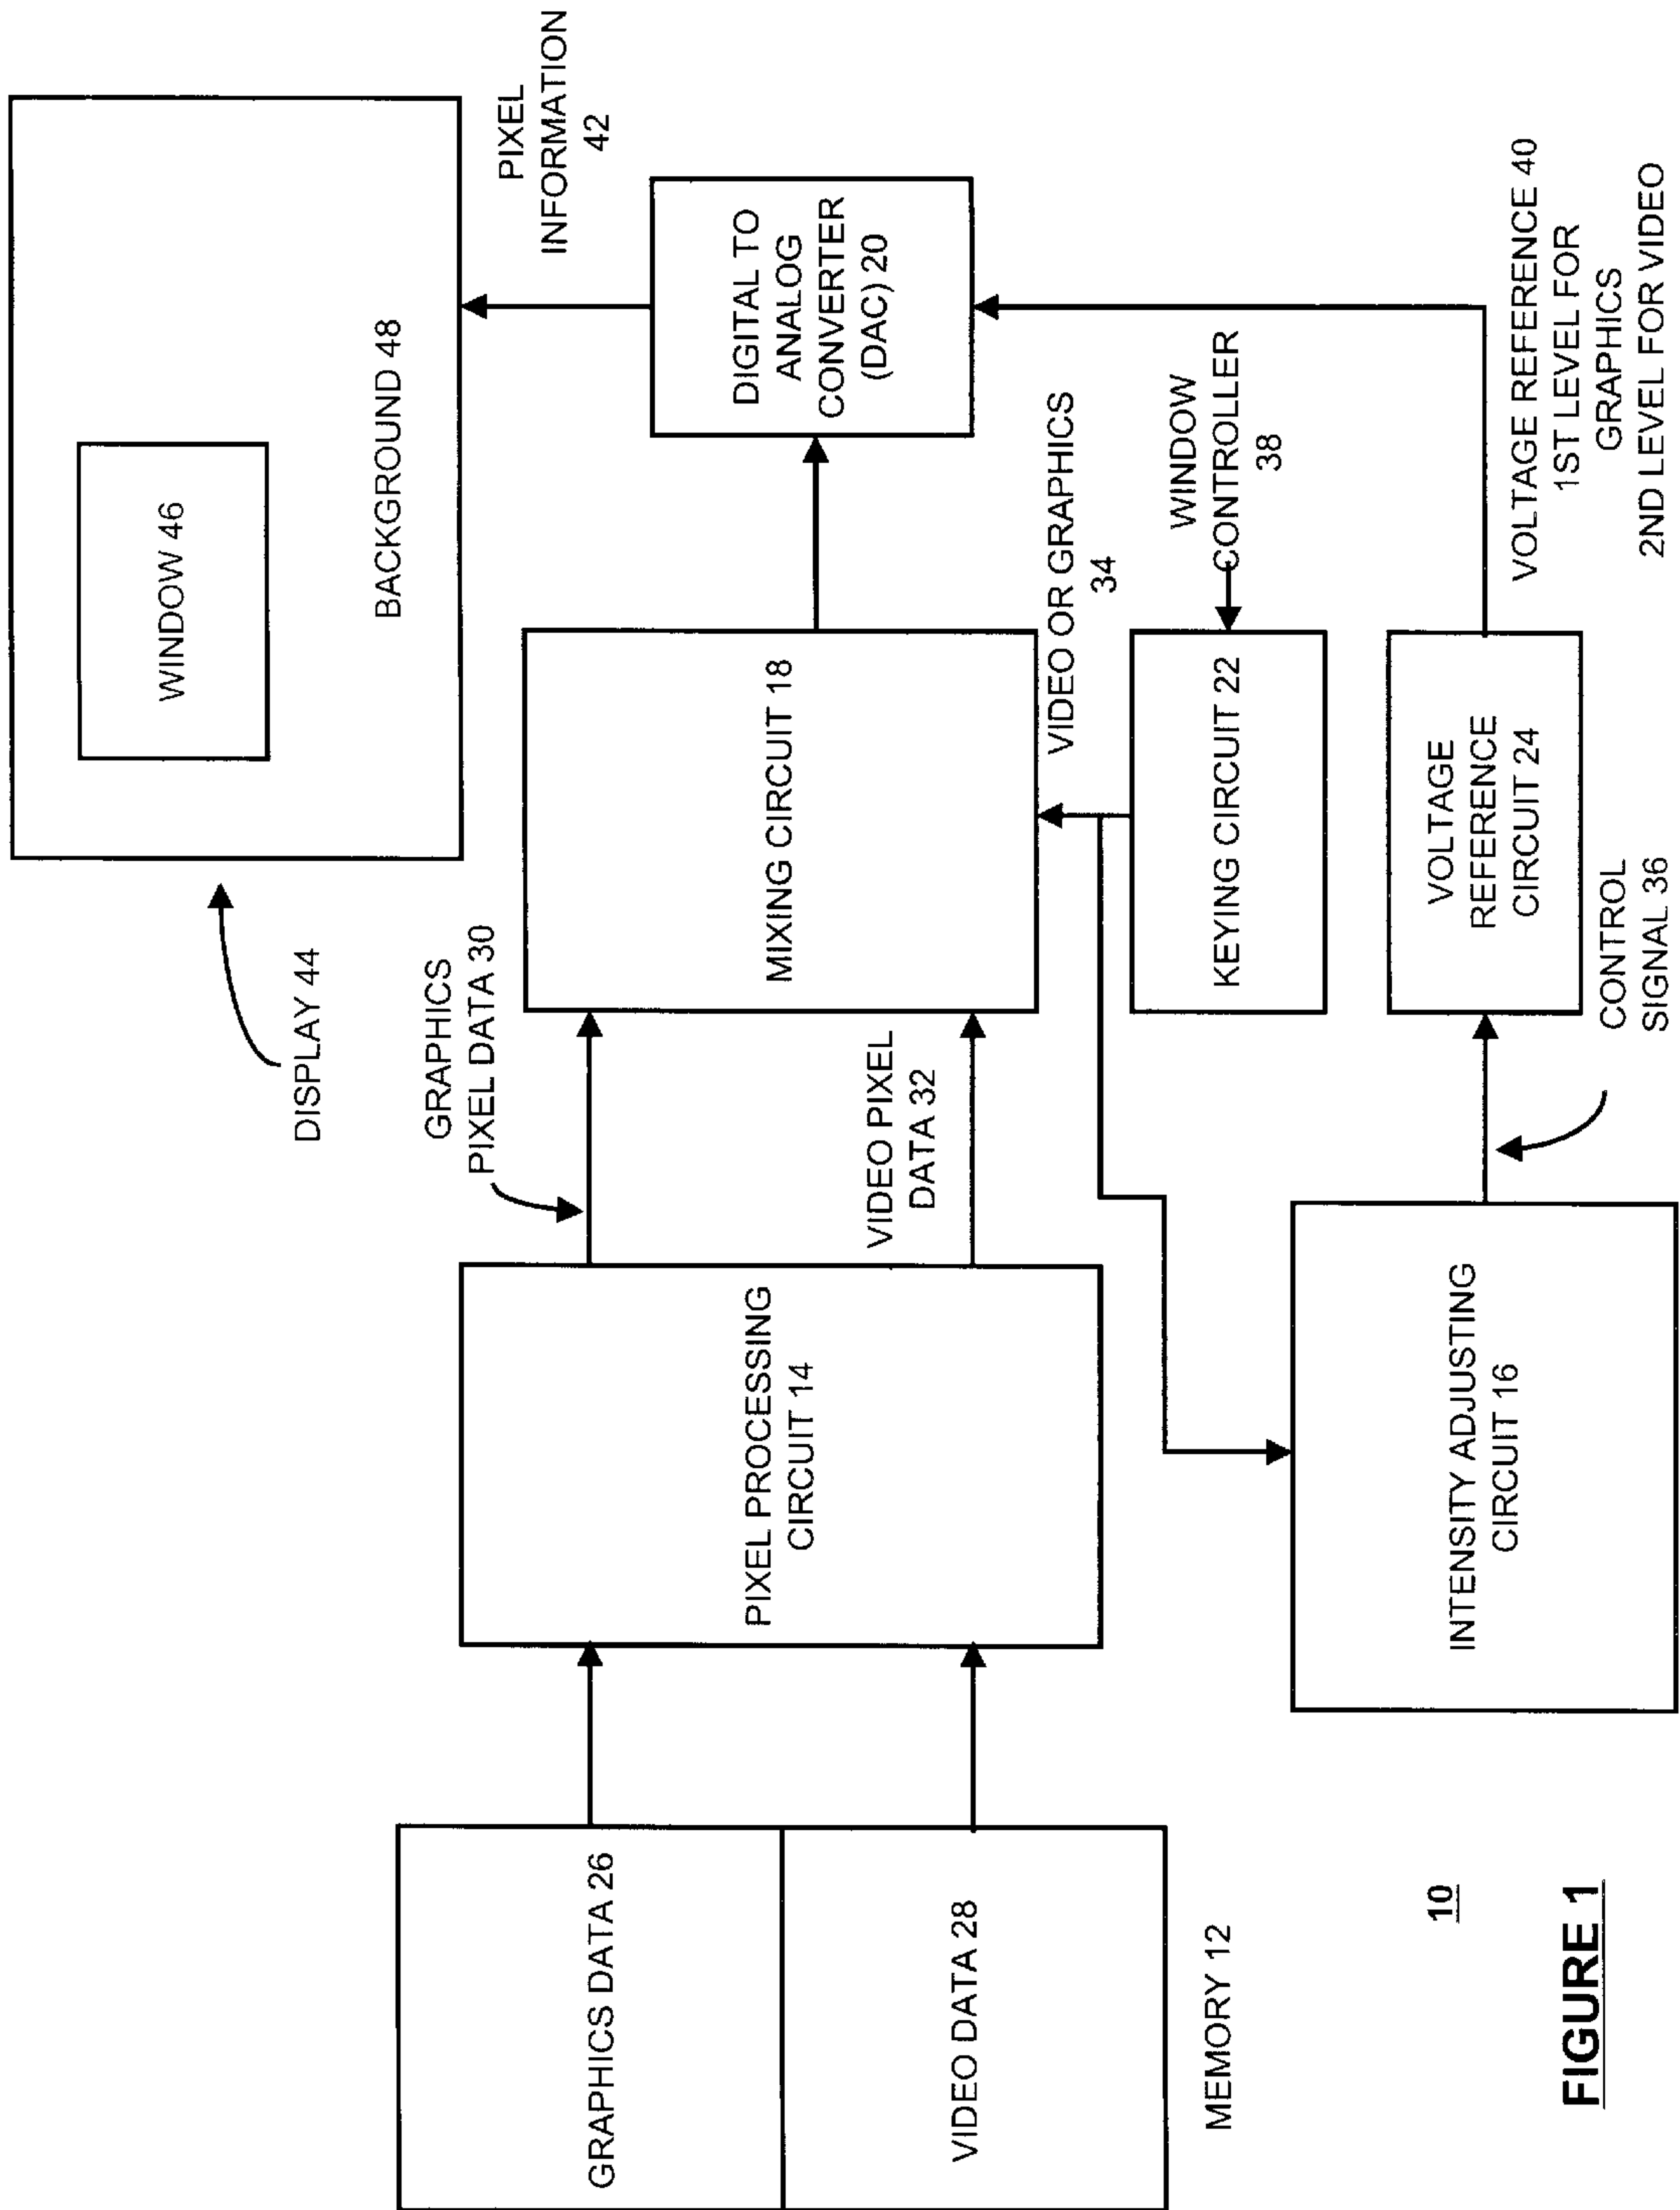 WINDOW 46
BACKGROUND 48
DISPLAY 44
PIXEL
INFORMATION
42
GRAPHICS
PIXEL DATA 30
DIGITAL TO
ANALOG
CONVERTER
(DAC) 20
GRAPHICS DATA 26
PIXEL PROCESSING
CIRCUIT 14
MIXING CIRCUIT 18
VIDEO PIXEL
DATA 32
VIDEO DATA 28
VIDEO OR GRAPHICS
34
WINDOW
CONTROLLER
38
MEMORY 12
KEYING CIRCUIT 22
INTENSITY ADJUSTING
CIRCUIT 16
VOLTAGE
REFERENCE
CIRCUIT 24
VOLTAGE REFERENCE 40
1ST LEVEL FOR
GRAPHICS
2ND LEVEL FOR VIDEO
CONTROL
SIGNAL 36
10
FIGURE 1